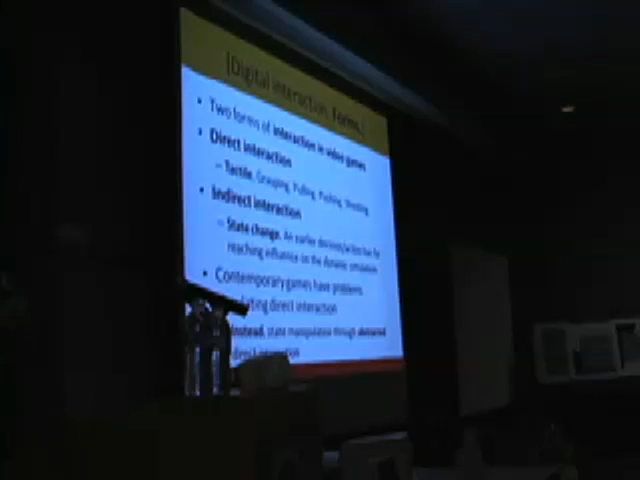 [Digital interaction. Forms.]
• Two forms of interaction in video games
• Direct interaction
– Tactile. Grasping, Pulling, Pushing, Shooting
• Indirect interaction
– State change. An earlier decision/action has far
reaching influence on the dynamic simulation
• Contemporary games have problems
direct interaction
Instead, state manipulation through abstracted
interaction